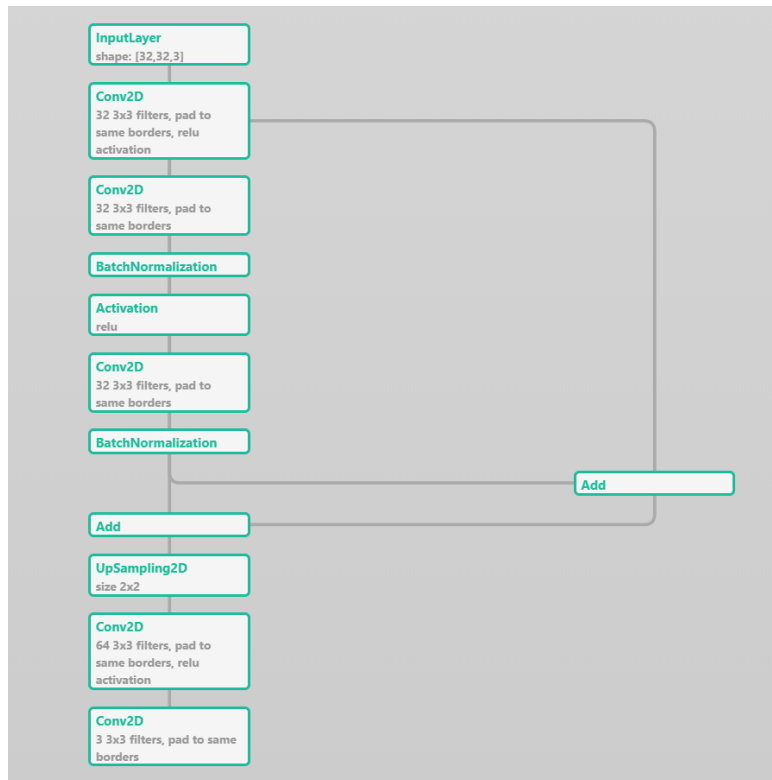 InputLayer
shape: [32,32,3]
Conv2D
32 3x3 filters, pad to
same borders, relu
activation
Conv2D
32 3x3 filters, pad to
same borders
BatchNormalization
Activation
relu
Conv2D
32 3x3 filters, pad to
same borders
BatchNormalization
Add
Add
UpSampling2D
size 2x2
Conv2D
64 3x3 filters, pad to
same borders, relu
activation
Conv2D
3 3x3 filters, pad to same
borders